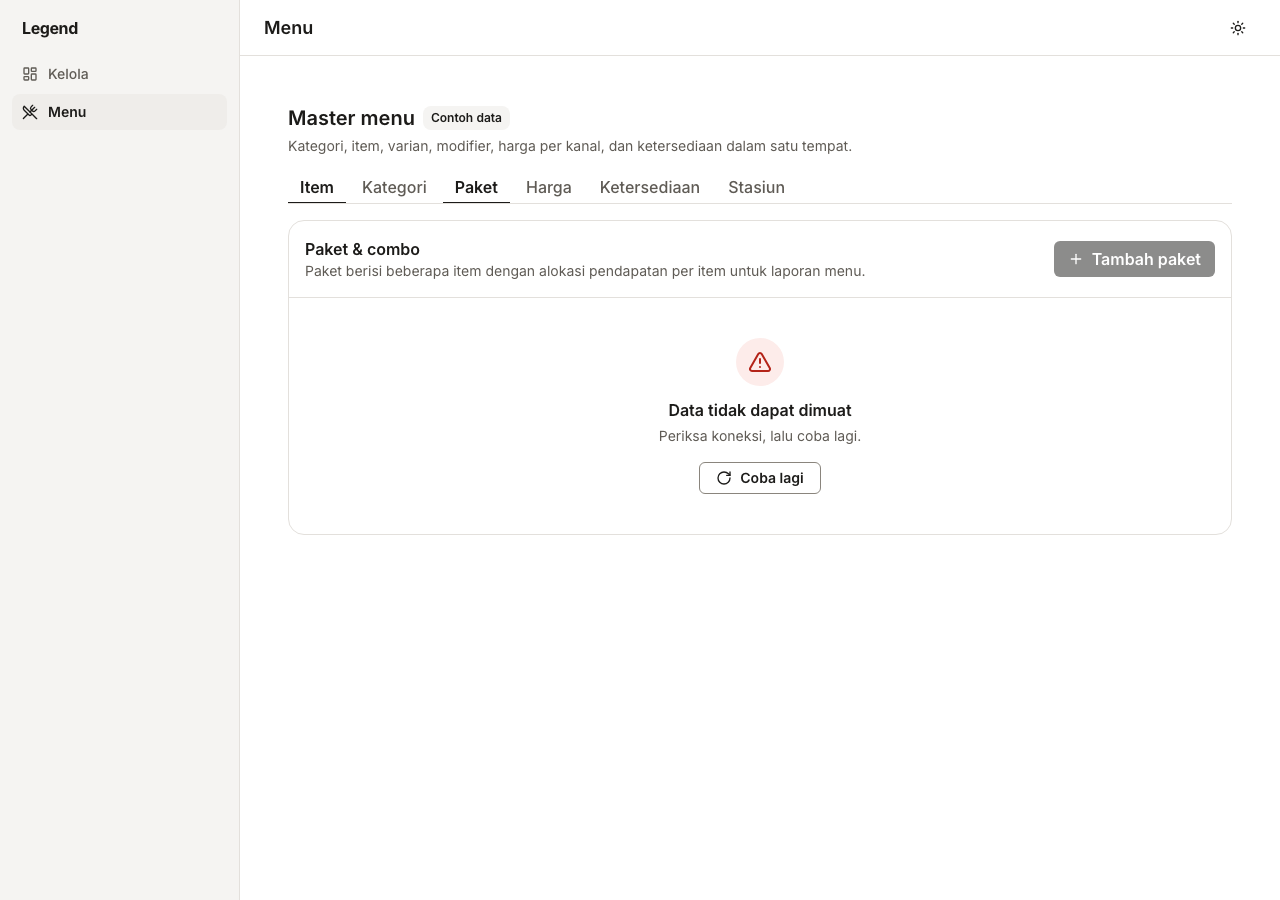 Legend
Kelola
Menu
Menu
Master menu
Contoh data
Kategori, item, varian, modifier, harga per kanal, dan ketersediaan dalam satu tempat.
Item
Kategori
Paket
Harga
Ketersediaan
Stasiun
Paket & combo
Paket berisi beberapa item dengan alokasi pendapatan per item untuk laporan menu.
Tambah paket
Data tidak dapat dimuat
Periksa koneksi, lalu coba lagi.
Coba lagi